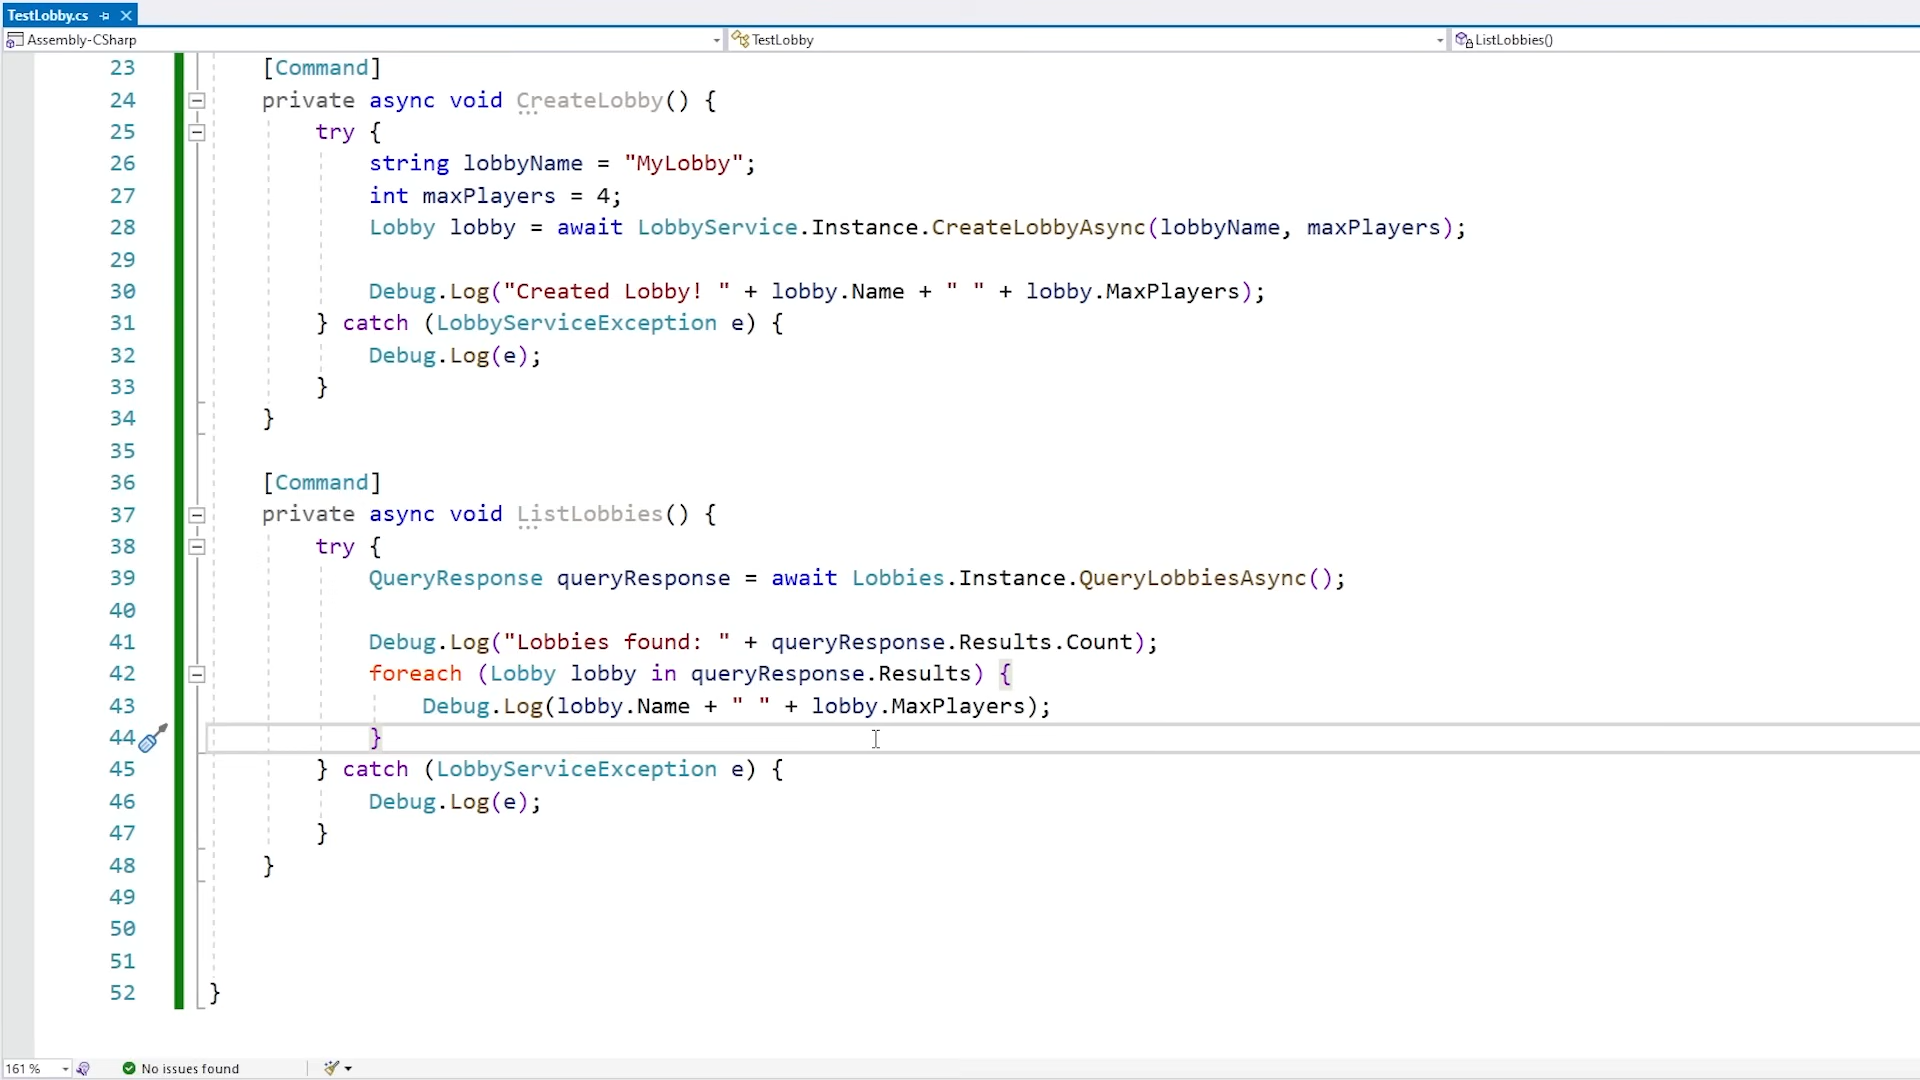 TestLobby.cs
Assembly-CSharp TestLobby ListLobbies()
23 [Command]
24 private async void CreateLobby() {
25 try {
26 string lobbyName = "MyLobby";
27 int maxPlayers = 4;
28 Lobby lobby = await LobbyService.Instance.CreateLobbyAsync(lobbyName, maxPlayers);
29
30 Debug.Log("Created Lobby! " + lobby.Name + " " + lobby.MaxPlayers);
31 } catch (LobbyServiceException e) {
32 Debug.Log(e);
33 }
34 }
35
36 [Command]
37 private async void ListLobbies() {
38 try {
39 QueryResponse queryResponse = await Lobbies.Instance.QueryLobbiesAsync();
40
41 Debug.Log("Lobbies found: " + queryResponse.Results.Count);
42 foreach (Lobby lobby in queryResponse.Results) {
43 Debug.Log(lobby.Name + " " + lobby.MaxPlayers);
44 }
45 } catch (LobbyServiceException e) {
46 Debug.Log(e);
47 }
48 }
49
50
51
52 }
161 % No issues found